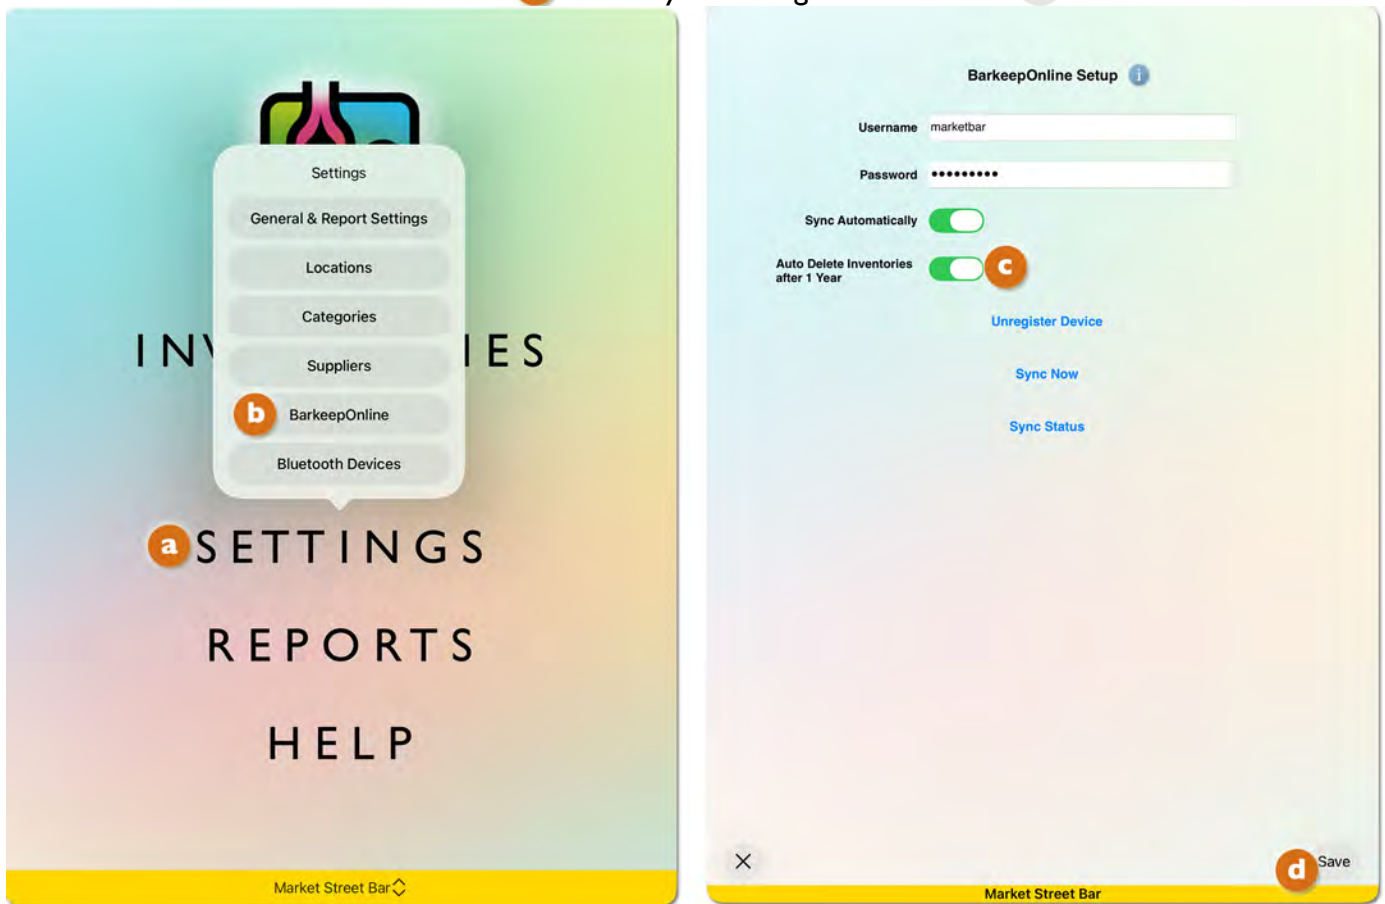 Settings
General & Report Settings
Locations
Categories
Suppliers
b BarkeepOnline
Bluetooth Devices
a SETTINGS
REPORTS
HELP
Market Street Bar
BarkeepOnline Setup i
Username marketbar
Password •••••••••
Sync Automatically
Auto Delete Inventories
after 1 Year
c
Unregister Device
Sync Now
Sync Status
d Save
Market Street Bar